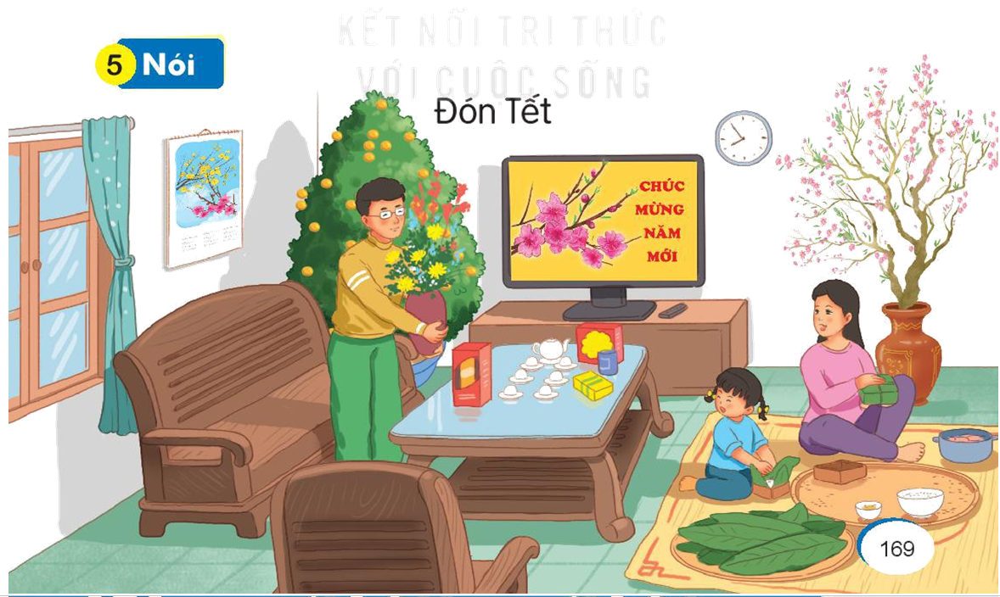 KẾT NỐI TRI THỨC
VỚI CUỘC SỐNG
5 Nói
Đón Tết
CHÚC
MỪNG
NĂM
MỚI
169